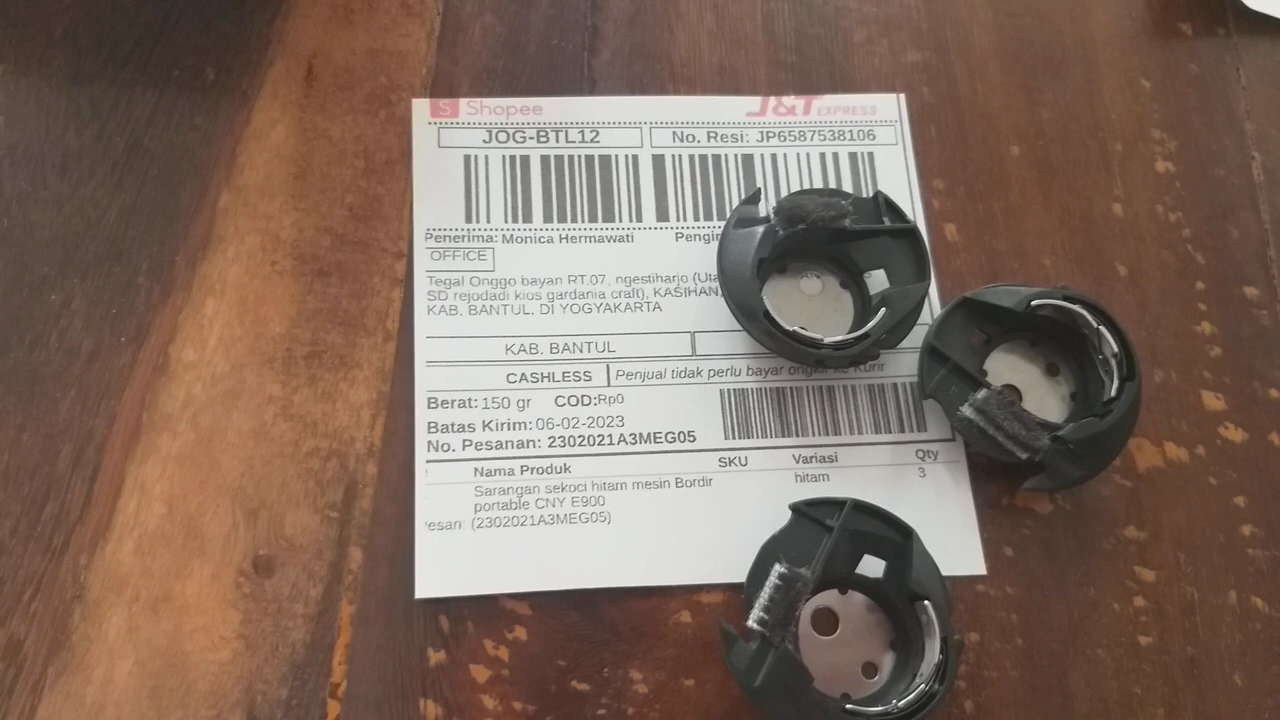 S Shopee
J&T EXPRESS
JOG-BTL12
No. Resi: JP6587538106
Penerima: Monica Hermawati
OFFICE
Tegal Onggo bayan RT.07, ngestiharjo
SD rejodadi kios gardania craft), KASIHAN,
KAB. BANTUL, DI YOGYAKARTA
KAB. BANTUL
CASHLESS
Penjual tidak perlu bayar ongkir ke Kurir
Berat: 150 gr COD:Rp0
Batas Kirim: 06-02-2023
No. Pesanan: 2302021A3MEG05
Nama Produk SKU Variasi Qty
Sarangan sekoci hitam mesin Bordir hitam 3
portable CNY E900
esan: (2302021A3MEG05)